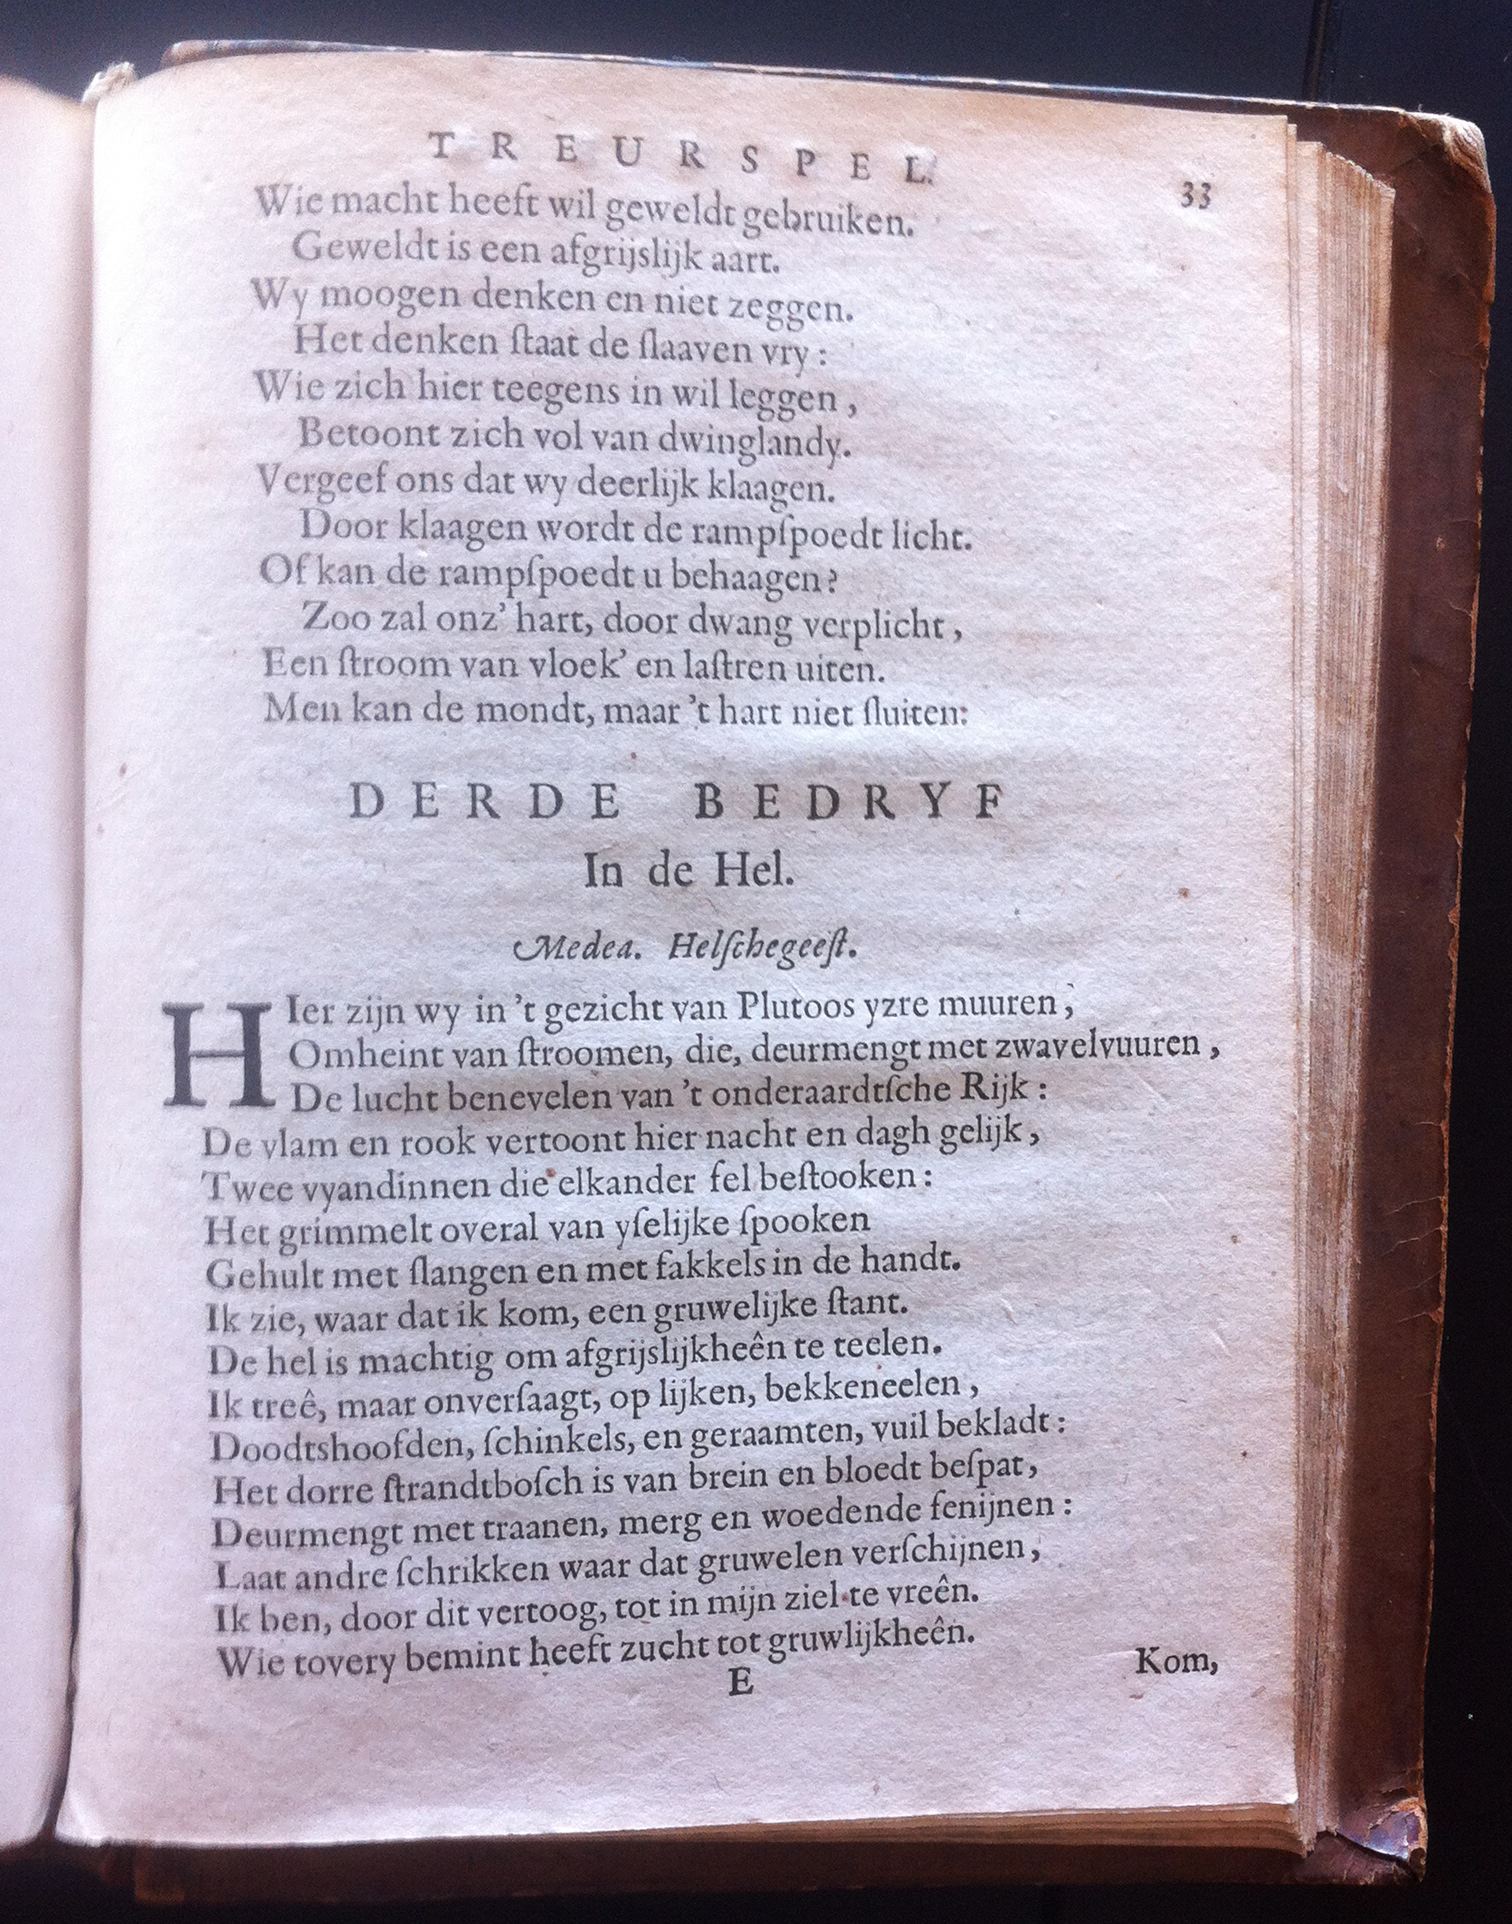 TREURSPEL.
33
Wie macht heeft wil geweldt gebruiken.
Geweldt is een afgrijslijk aart.
Wy moogen denken en niet zeggen.
Het denken ſtaat de ſlaaven vry:
Wie zich hier teegens in wil leggen,
Betoont zich vol van dwinglandy.
Vergeef ons dat wy deerlijk klaagen.
Door klaagen wordt de rampſpoedt licht.
Of kan de rampſpoedt u behaagen?
Zoo zal onz' hart, door dwang verplicht,
Een ſtroom van vloek' en laſtren uiten.
Men kan de mondt, maar 't hart niet ſluiten:
DERDE BEDRYF
In de Hel.
Medea. Helſchegeeſt.
HIer zijn wy in 't gezicht van Plutoos yzre muuren,
Omheint van ſtroomen, die, deurmengt met zwavelvuuren,
De lucht benevelen van 't onderaardtſche Rijk:
De vlam en rook vertoont hier nacht en dagh gelijk,
Twee vyandinnen die elkander fel beſtooken:
Het grimmelt overal van yſelijke ſpooken
Gehult met ſlangen en met fakkels in de handt.
Ik zie, waar dat ik kom, een gruwelijke ſtant.
De hel is machtig om afgrijslijkheên te teelen.
Ik treê, maar onverſaagt, op lijken, bekkeneelen,
Doodtshoofden, ſchinkels, en geraamten, vuil bekladt:
Het dorre ſtrandtboſch is van brein en bloedt beſpat,
Deurmengt met traanen, merg en woedende fenijnen:
Laat andre ſchrikken waar dat gruwelen verſchijnen,
Ik ben, door dit vertoog, tot in mijn ziel te vreên.
Wie tovery bemint heeft zucht tot gruwlijkheên.
E
Kom,